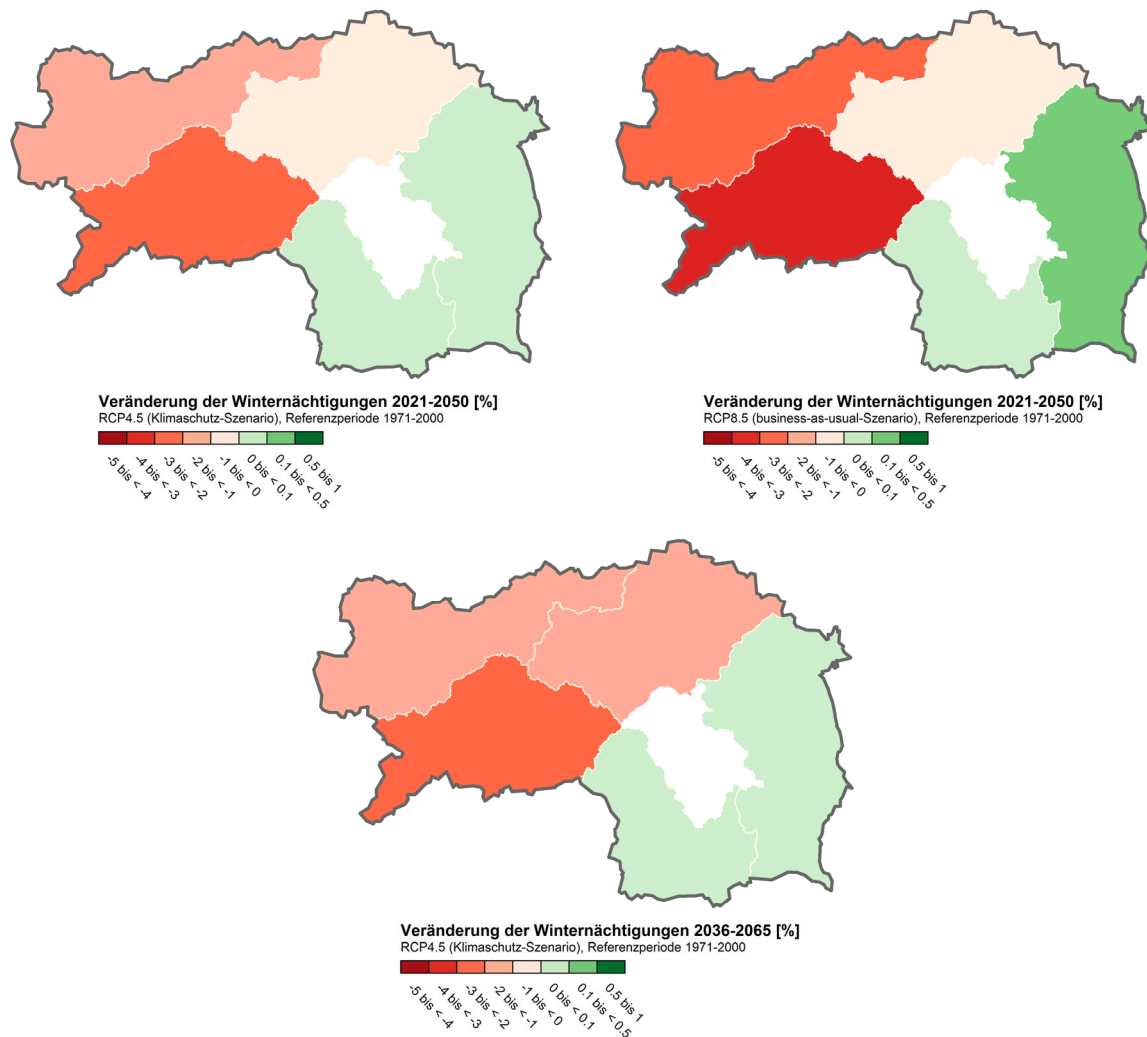 Veränderung der Winternächtigungen 2021-2050 [%]
RCP4.5 (Klimaschutz-Szenario), Referenzperiode 1971-2000
-5 bis < -4
-4 bis < -3
-3 bis < -2
-2 bis < -1
-1 bis < 0
0 bis < 0.1
0.1 bis < 0.5
0.5 bis 1
Veränderung der Winternächtigungen 2021-2050 [%]
RCP8.5 (business-as-usual-Szenario), Referenzperiode 1971-2000
-5 bis < -4
-4 bis < -3
-3 bis < -2
-2 bis < -1
-1 bis < 0
0 bis < 0.1
0.1 bis < 0.5
0.5 bis 1
Veränderung der Winternächtigungen 2036-2065 [%]
RCP4.5 (Klimaschutz-Szenario), Referenzperiode 1971-2000
-5 bis < -4
-4 bis < -3
-3 bis < -2
-2 bis < -1
-1 bis < 0
0 bis < 0.1
0.1 bis < 0.5
0.5 bis 1